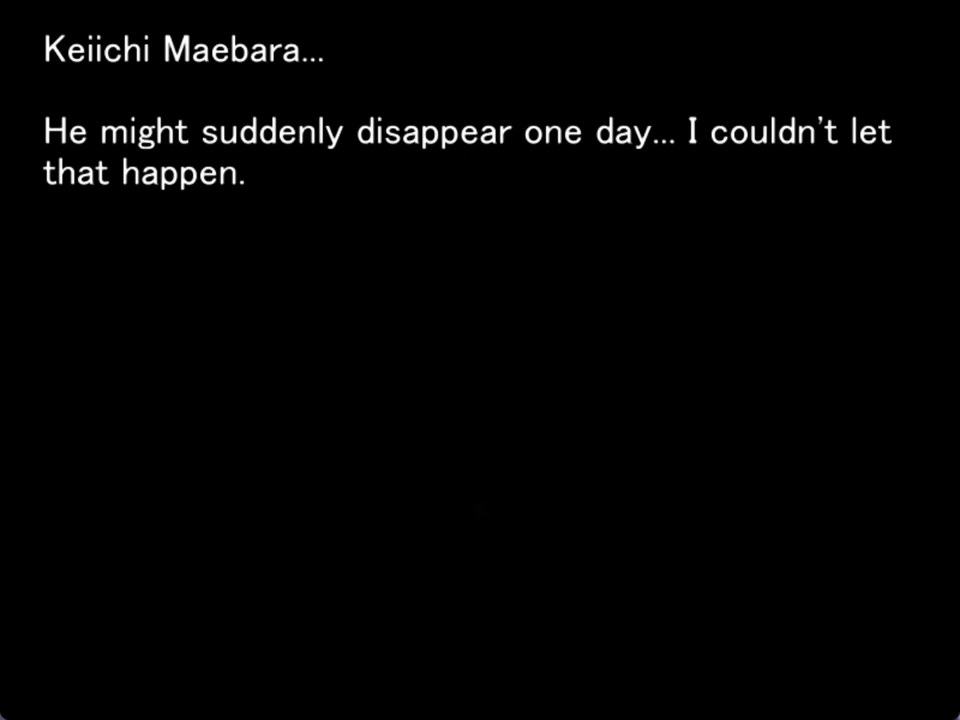 Keiichi Maebara...
He might suddenly disappear one day... I couldn't let
that happen.